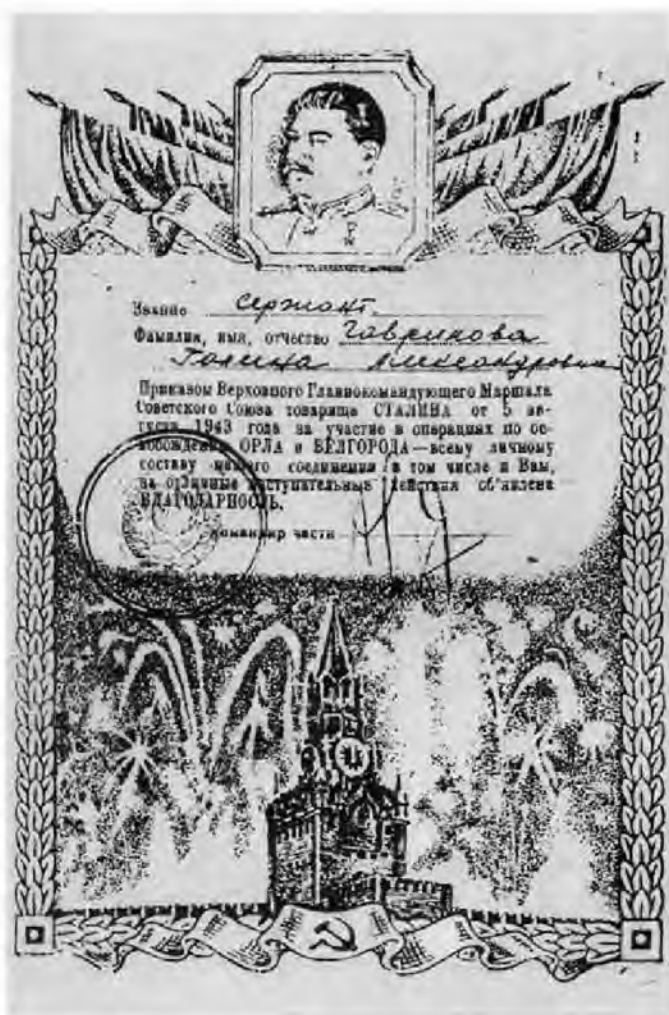 Звание сержант
Фамилия, имя, отчество Гаврикова
Галина Александровна
Приказом Верховного Главнокомандующего Маршала
Советского Союза товарища СТАЛИНА от 5 ав-
густа 1943 года за участие в операциях по ос-
вобождению ОРЛА и БЕЛГОРОДА—всему личному
составу нашего соединения в том числе и Вам,
за отличные наступательные действия об'явлена
БЛАГОДАРНОСТЬ.
Командир части